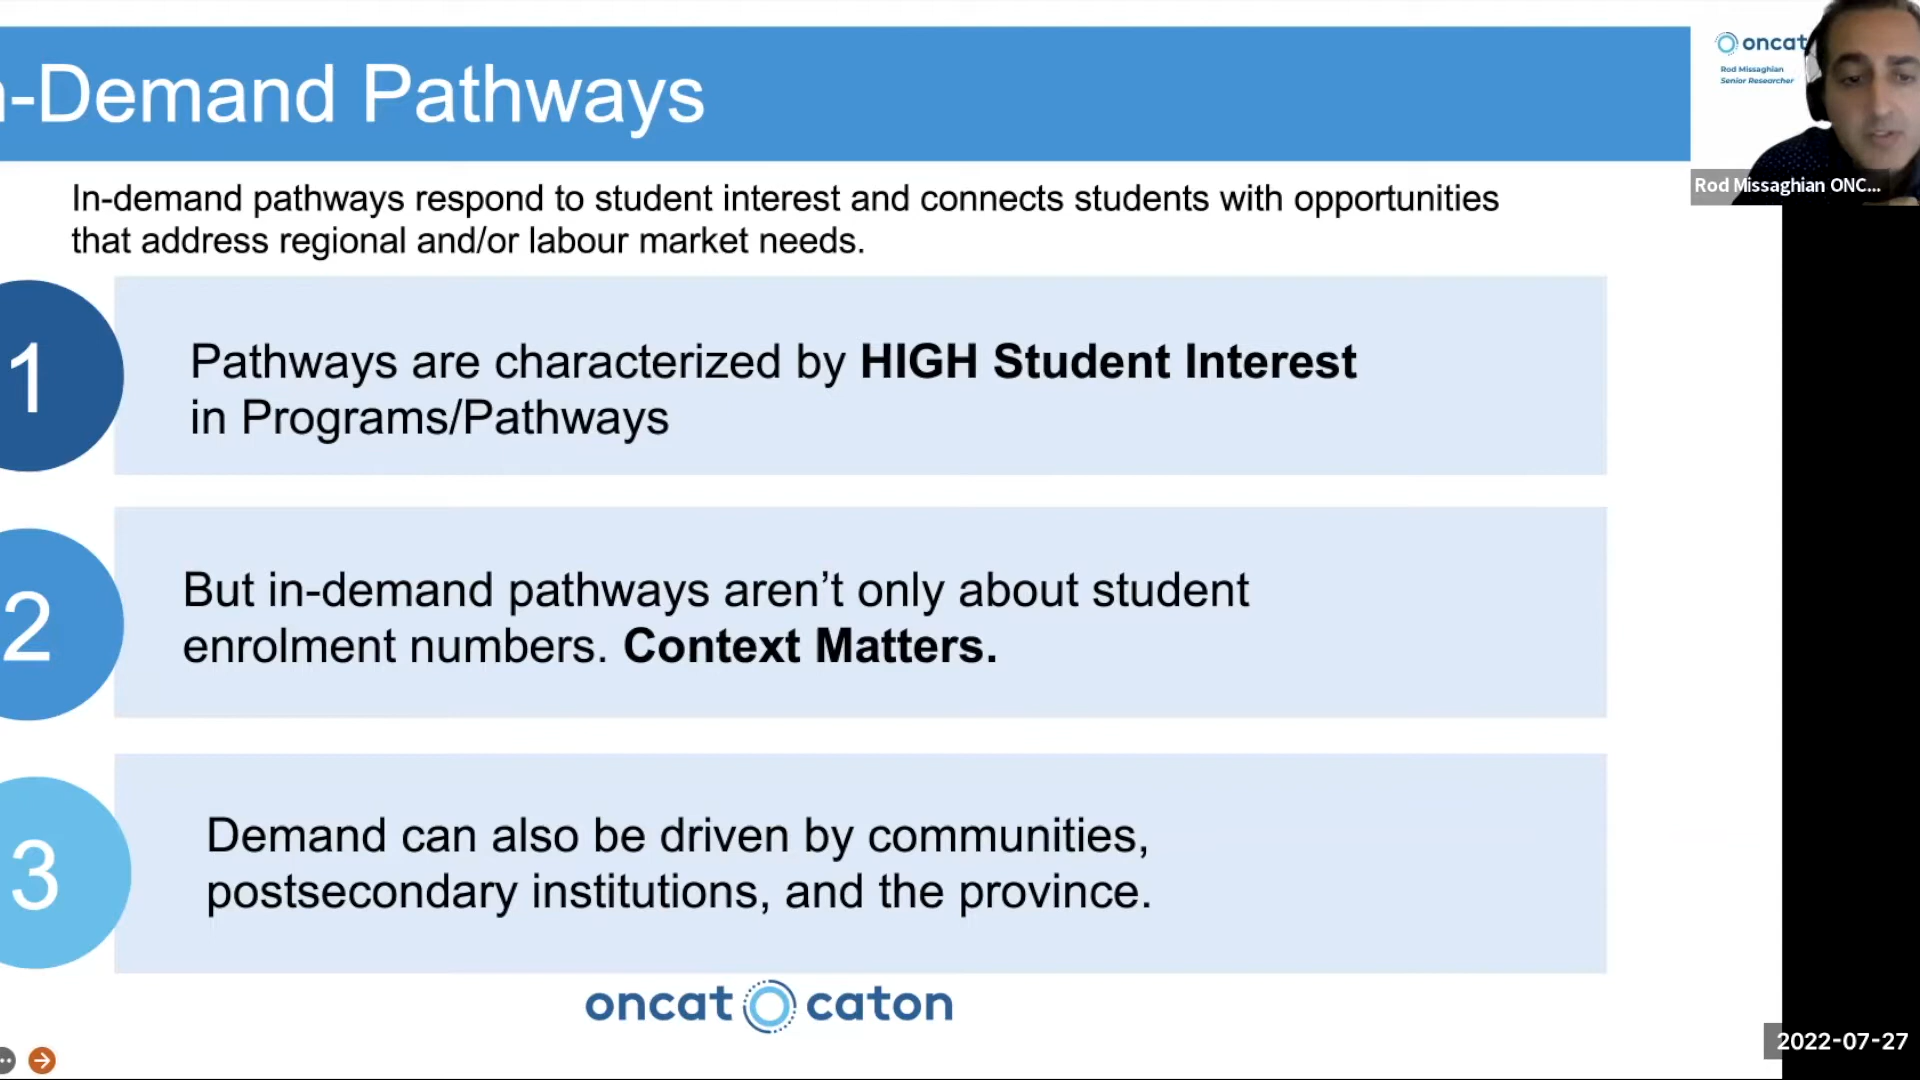 n-Demand Pathways
oncat
Rod Missaghian
Senior Researcher
Rod Missaghian ONC...
In-demand pathways respond to student interest and connects students with opportunities
that address regional and/or labour market needs.
1
Pathways are characterized by HIGH Student Interest
in Programs/Pathways
2
But in-demand pathways aren’t only about student
enrolment numbers. Context Matters.
3
Demand can also be driven by communities,
postsecondary institutions, and the province.
oncat caton
2022-07-27